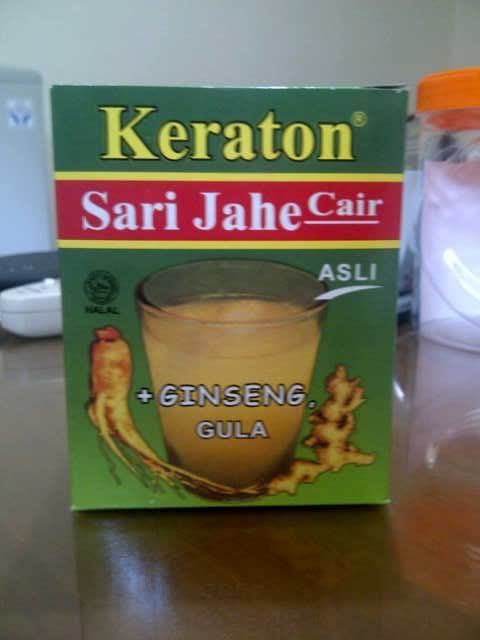 Keraton®
Sari Jahe Cair
ASLI
HALAL
+ GINSENG,
GULA